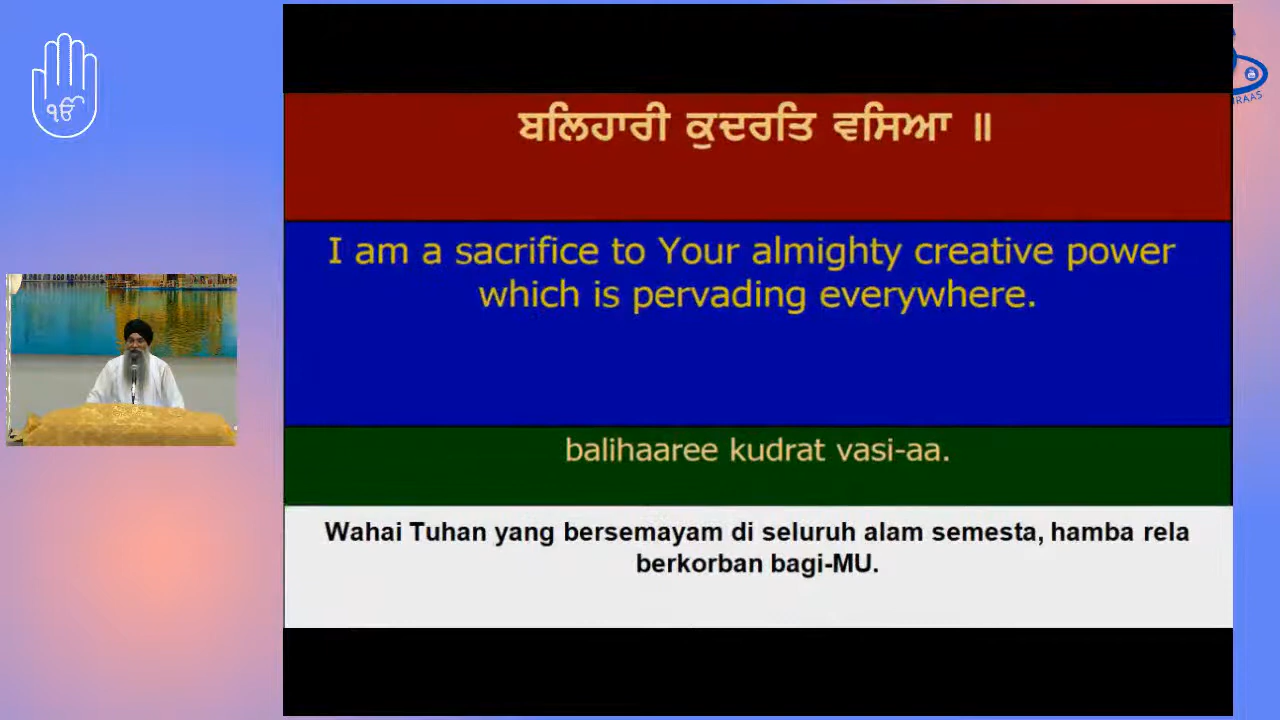 ੴ
ਬਲਿਹਾਰੀ ਕੁਦਰਤਿ ਵਸਿਆ ॥
I am a sacrifice to Your almighty creative power
which is pervading everywhere.
balihaaree kudrat vasi-aa.
Wahai Tuhan yang bersemayam di seluruh alam semesta, hamba rela
berkorban bagi-MU.